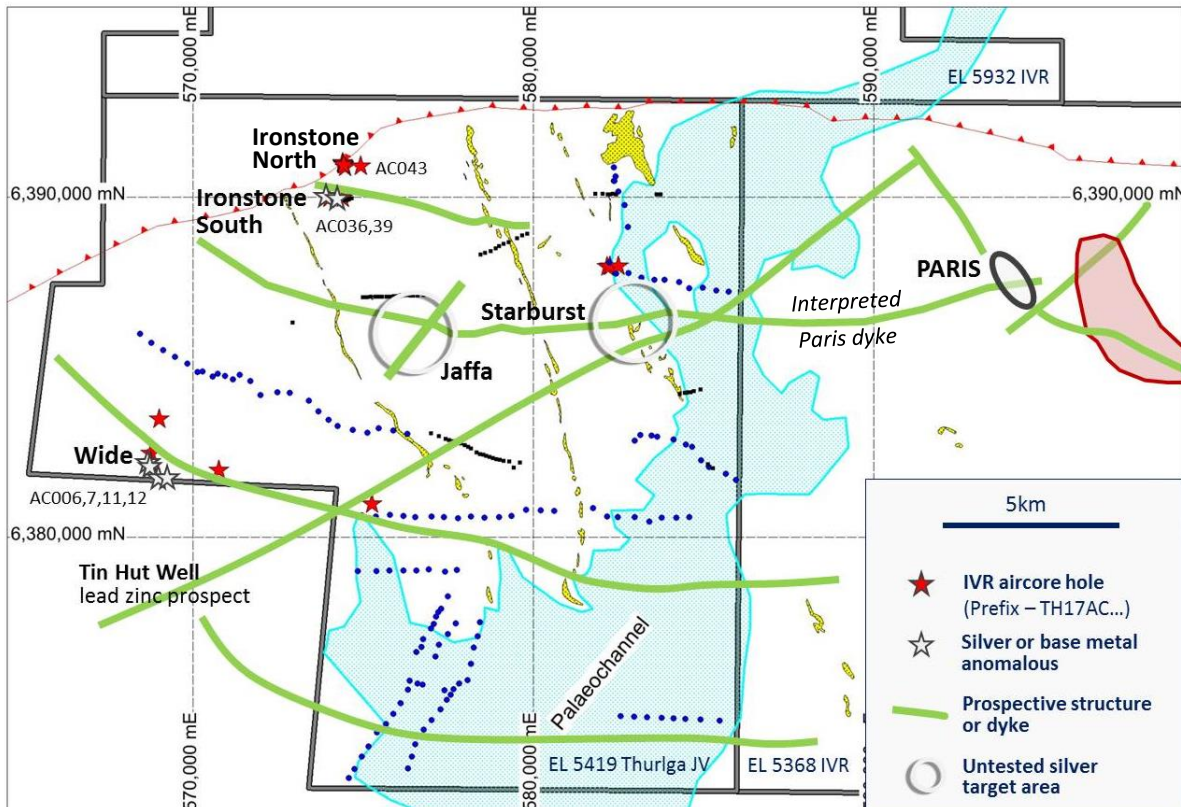 570,000 mE
580,000 mE
590,000 mE
EL 5932 IVR
Ironstone
North
AC043
6,390,000 mN
6,390,000 mN
Ironstone
South
AC036,39
PARIS
Starburst
Interpreted
Paris dyke
Jaffa
Wide
AC006,7,11,12
6,380,000 mN
Tin Hut Well
lead zinc prospect
Palaeochannel
570,000 mE
580,000 mE
EL 5419 Thurlga JV
EL 5368 IVR
5km
IVR aircore hole
(Prefix – TH17AC...)
Silver or base metal
anomalous
Prospective structure
or dyke
Untested silver
target area